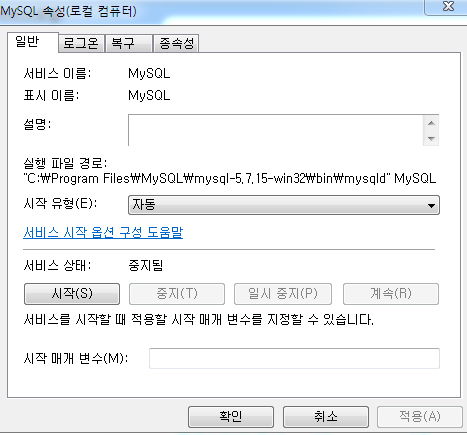 MySQL 속성(로컬 컴퓨터)
일반 로그온 복구 종속성
서비스 이름: MySQL
표시 이름: MySQL
설명:
실행 파일 경로:
"C:₩Program Files₩MySQL₩mysql-5.7.15-win32₩bin₩mysqld" MySQL
시작 유형(E): 자동
서비스 시작 옵션 구성 도움말
서비스 상태: 중지됨
시작(S) 중지(T) 일시 중지(P) 계속(R)
서비스를 시작할 때 적용할 시작 매개 변수를 지정할 수 있습니다.
시작 매개 변수(M):
확인 취소 적용(A)